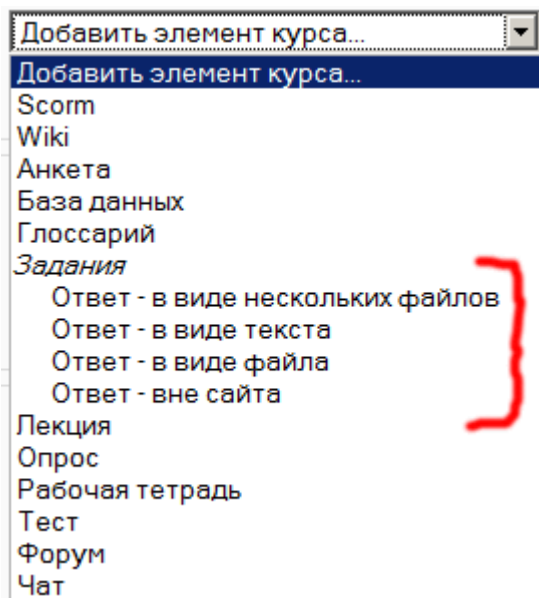 Добавить элемент курса...
Добавить элемент курса...
Scorm
Wiki
Анкета
База данных
Глоссарий
Задания
Ответ - в виде нескольких файлов
Ответ - в виде текста
Ответ - в виде файла
Ответ - вне сайта
Лекция
Опрос
Рабочая тетрадь
Тест
Форум
Чат